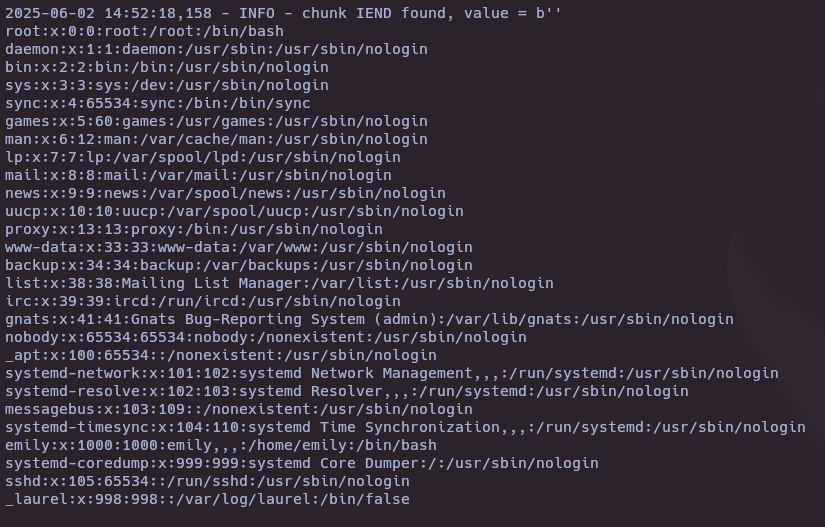 2025-06-02 14:52:18,158 - INFO - chunk IEND found, value = b''
root:x:0:0:root:/root:/bin/bash
daemon:x:1:1:daemon:/usr/sbin:/usr/sbin/nologin
bin:x:2:2:bin:/bin:/usr/sbin/nologin
sys:x:3:3:sys:/dev:/usr/sbin/nologin
sync:x:4:65534:sync:/bin:/bin/sync
games:x:5:60:games:/usr/games:/usr/sbin/nologin
man:x:6:12:man:/var/cache/man:/usr/sbin/nologin
lp:x:7:7:lp:/var/spool/lpd:/usr/sbin/nologin
mail:x:8:8:mail:/var/mail:/usr/sbin/nologin
news:x:9:9:news:/var/spool/news:/usr/sbin/nologin
uucp:x:10:10:uucp:/var/spool/uucp:/usr/sbin/nologin
proxy:x:13:13:proxy:/bin:/usr/sbin/nologin
www-data:x:33:33:www-data:/var/www:/usr/sbin/nologin
backup:x:34:34:backup:/var/backups:/usr/sbin/nologin
list:x:38:38:Mailing List Manager:/var/list:/usr/sbin/nologin
irc:x:39:39:ircd:/run/ircd:/usr/sbin/nologin
gnats:x:41:41:Gnats Bug-Reporting System (admin):/var/lib/gnats:/usr/sbin/nologin
nobody:x:65534:65534:nobody:/nonexistent:/usr/sbin/nologin
_apt:x:100:65534::/nonexistent:/usr/sbin/nologin
systemd-network:x:101:102:systemd Network Management,,,:/run/systemd:/usr/sbin/nologin
systemd-resolve:x:102:103:systemd Resolver,,,:/run/systemd:/usr/sbin/nologin
messagebus:x:103:109::/nonexistent:/usr/sbin/nologin
systemd-timesync:x:104:110:systemd Time Synchronization,,,:/run/systemd:/usr/sbin/nologin
emily:x:1000:1000:emily,,,:/home/emily:/bin/bash
systemd-coredump:x:999:999:systemd Core Dumper:/:/usr/sbin/nologin
sshd:x:105:65534::/run/sshd:/usr/sbin/nologin
_laurel:x:998:998::/var/log/laurel:/bin/false